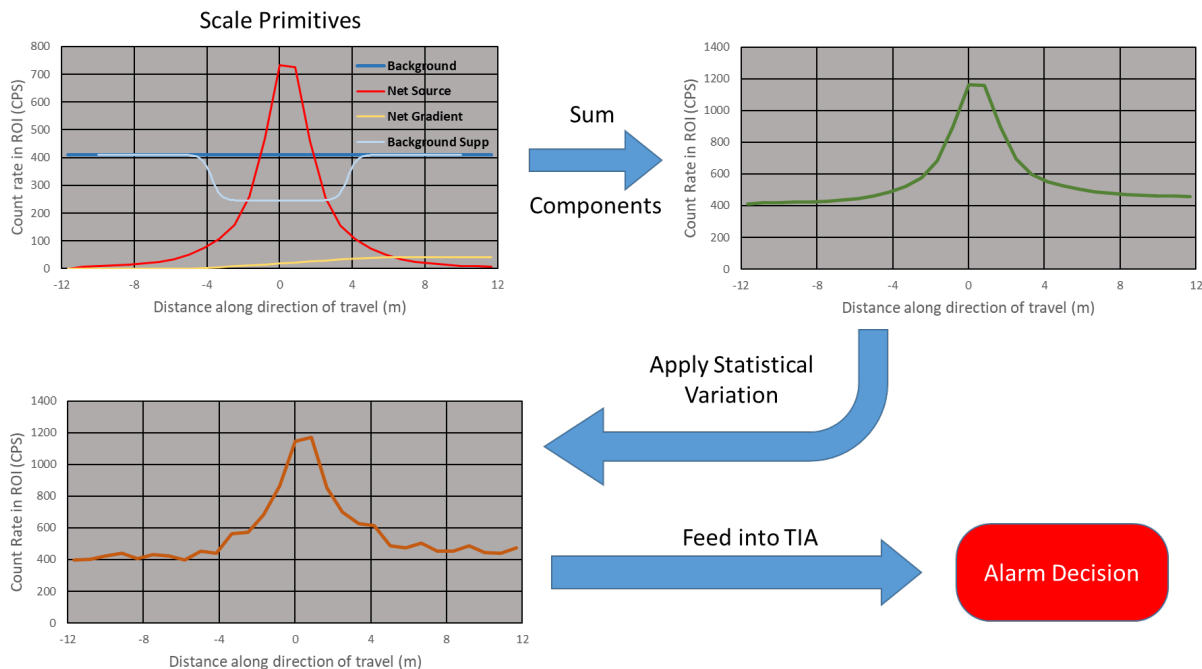 Scale Primitives
800
700
600
500
400
300
200
100
0
-12 -8 -4 0 4 8 12
Count rate in ROI (CPS)
Distance along direction of travel (m)
Background
Net Source
Net Gradient
Background Supp
Sum
Components
1400
1200
1000
800
600
400
200
0
-12 -8 -4 0 4 8 12
Count Rate in ROI (CPS)
Distance along direction of travel (m)
Apply Statistical
Variation
1400
1200
1000
800
600
400
200
0
-12 -8 -4 0 4 8 12
Count Rate in ROI (CPS)
Distance along direction of travel (m)
Feed into TIA
Alarm Decision